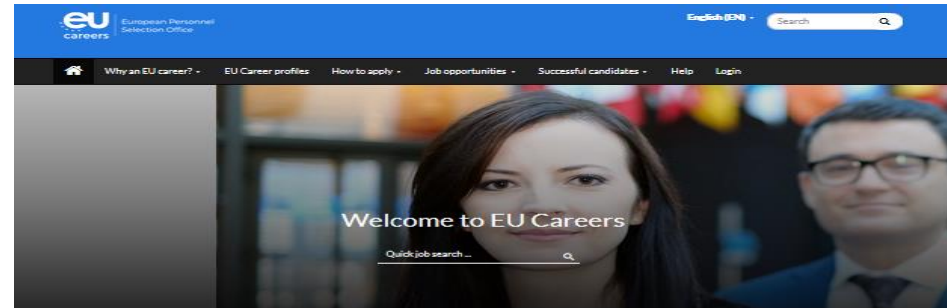 eu
careers
European Personnel
Selection Office
English (EN)
Search
Why an EU career?
EU Career profiles
How to apply
Job opportunities
Successful candidates
Help
Login
Welcome to EU Careers
Quick job search ...